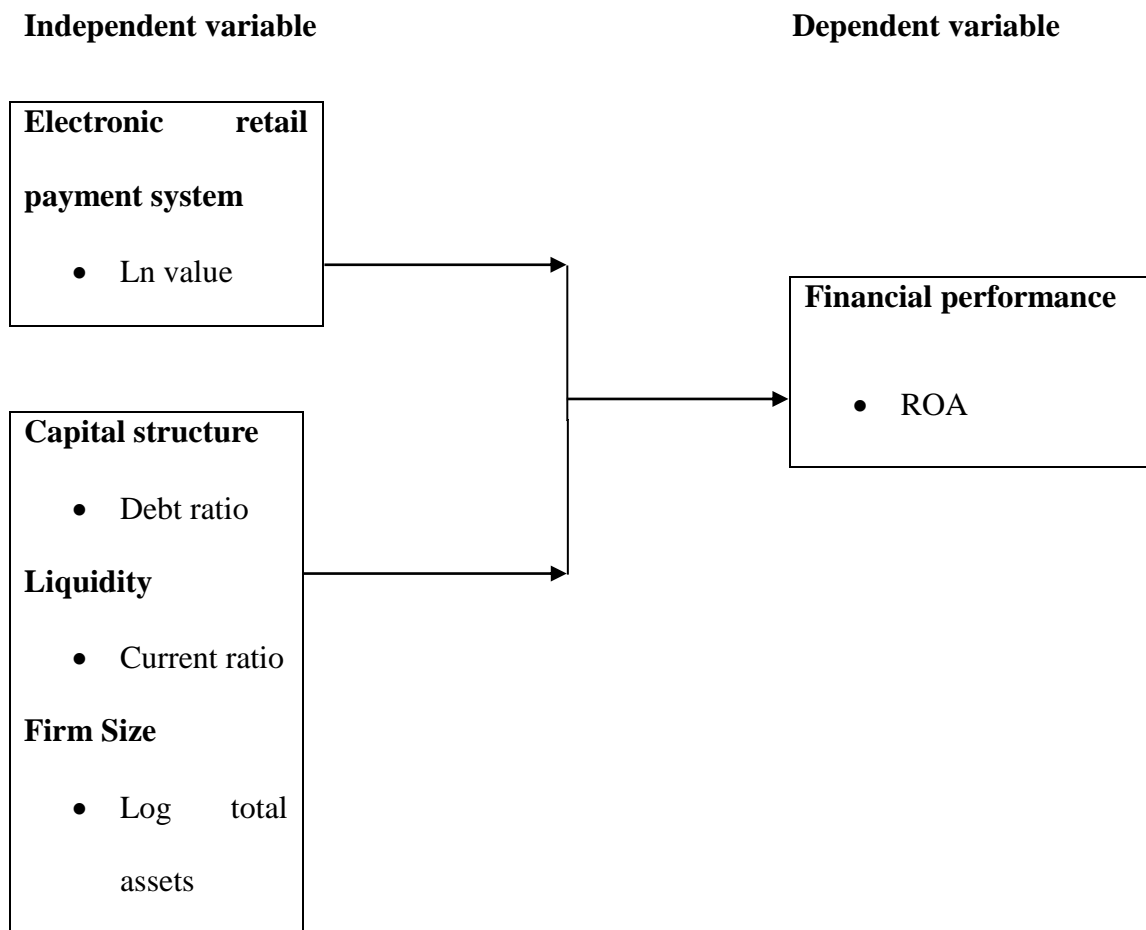 Independent variable
Dependent variable
Electronic retail
payment system
• Ln value
Financial performance
• ROA
Capital structure
• Debt ratio
Liquidity
• Current ratio
Firm Size
• Log total
assets